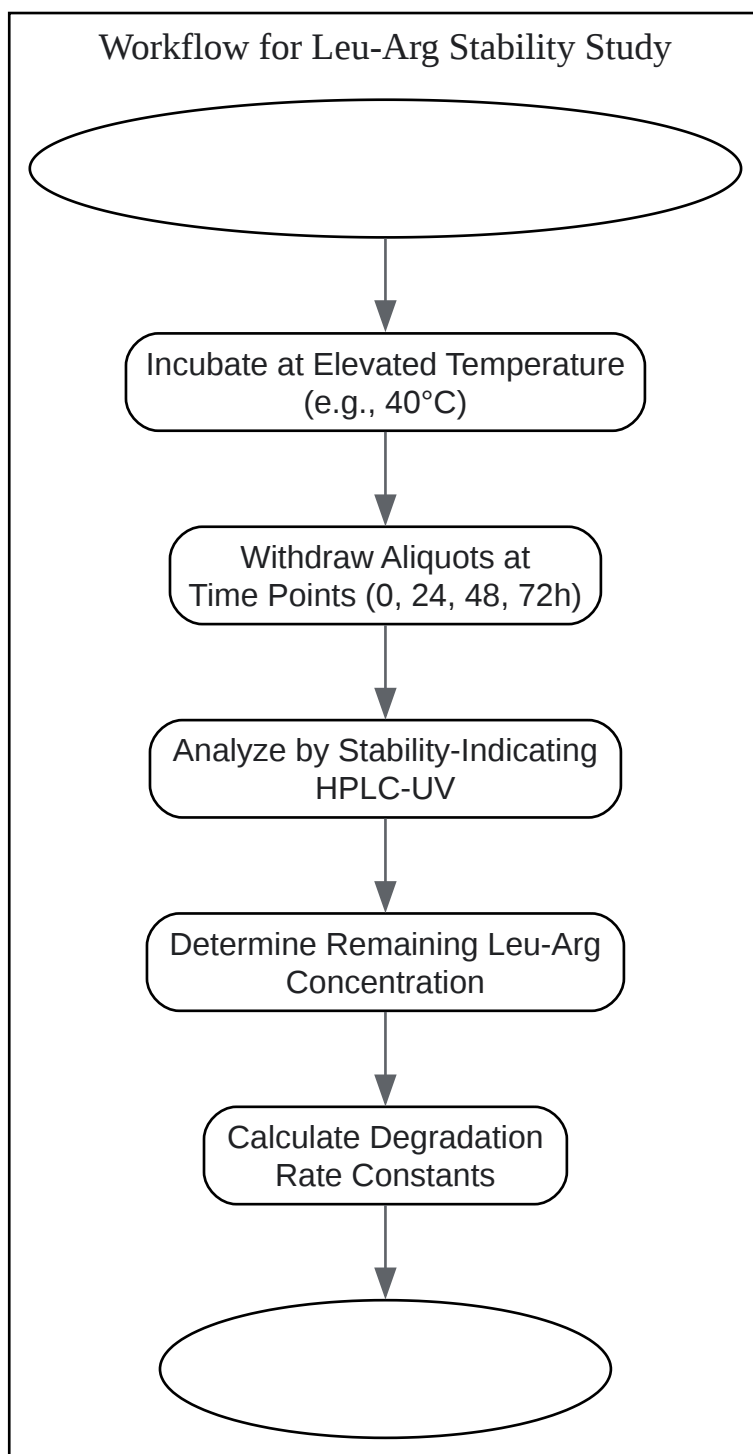 Workflow for Leu-Arg Stability Study
Incubate at Elevated Temperature
(e.g., 40°C)
Withdraw Aliquots at
Time Points (0, 24, 48, 72h)
Analyze by Stability-Indicating
HPLC-UV
Determine Remaining Leu-Arg
Concentration
Calculate Degradation
Rate Constants